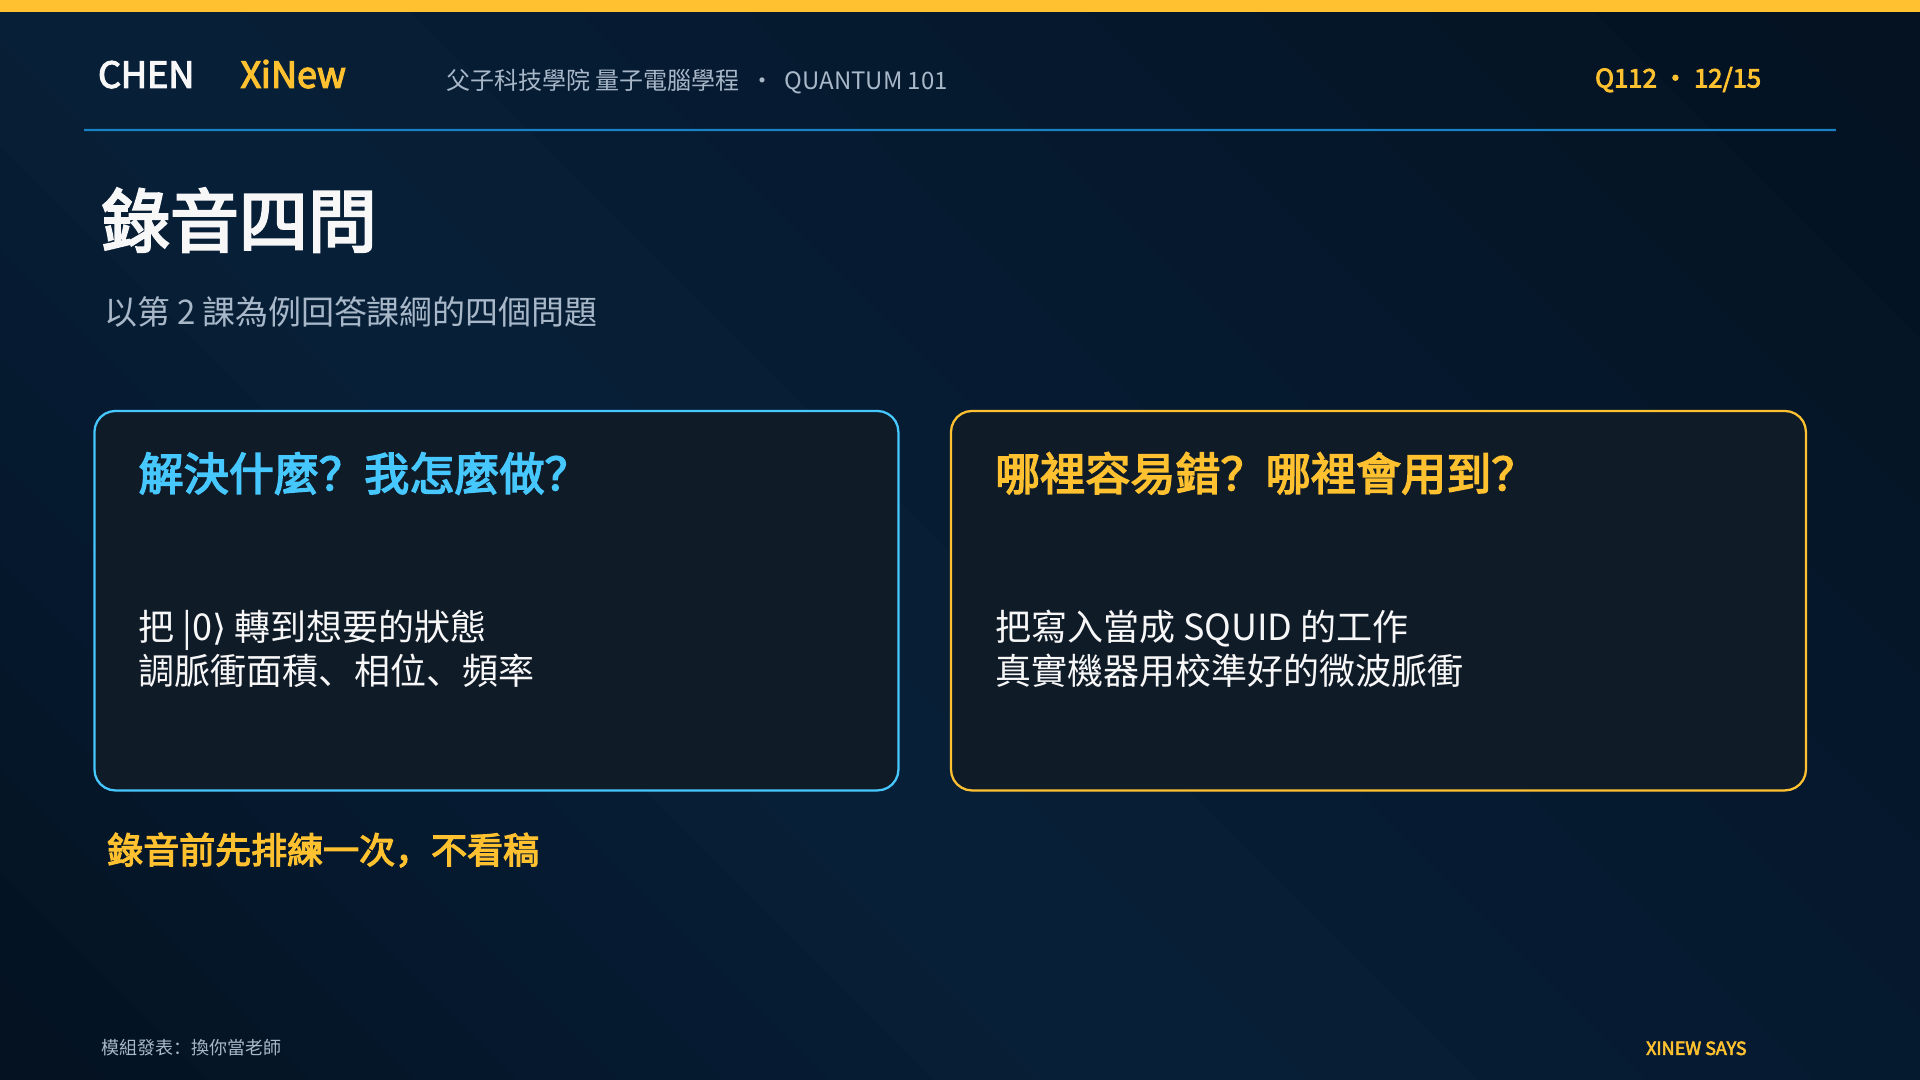 CHEN XiNew 父子科技學院 量子電腦學程 · QUANTUM 101 Q112 · 12/15
錄音四問
以第 2 課為例回答課綱的四個問題
解決什麼？我怎麼做？
把 |0⟩ 轉到想要的狀態
調脈衝面積、相位、頻率
哪裡容易錯？哪裡會用到？
把寫入當成 SQUID 的工作
真實機器用校準好的微波脈衝
錄音前先排練一次，不看稿
模組發表：換你當老師 XINEW SAYS